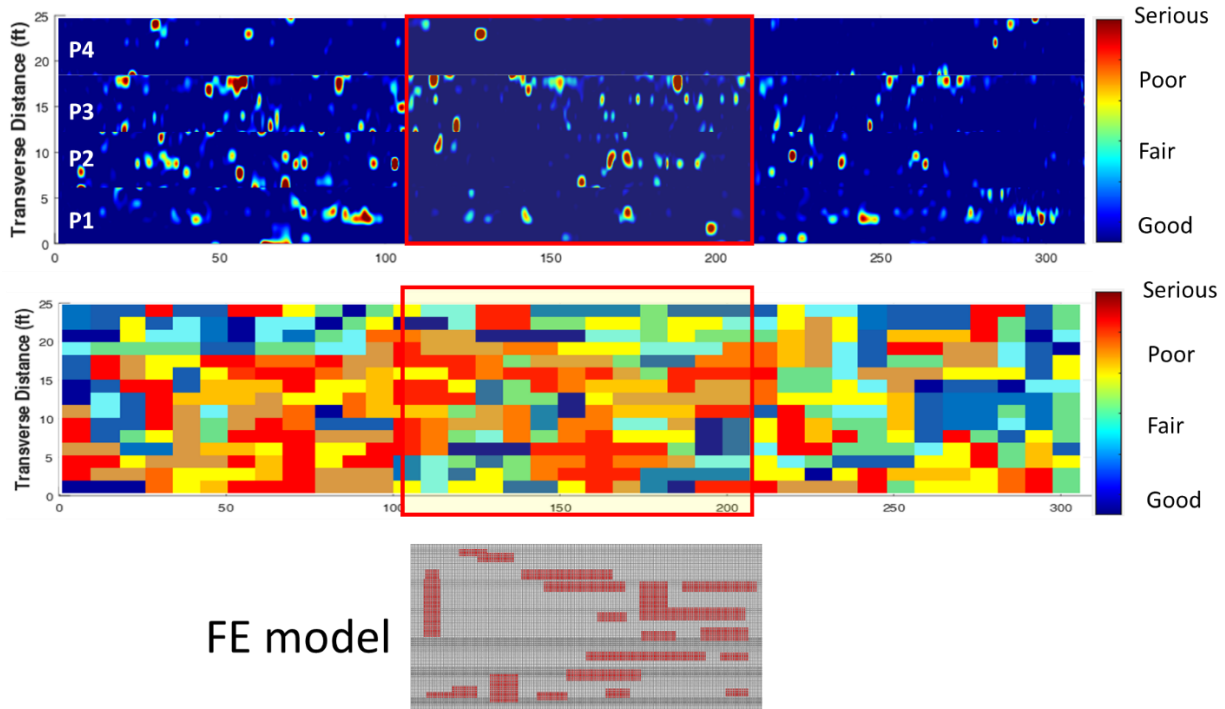 25
20
15
10
5
0
Transverse Distance (ft)
P4
P3
P2
P1
0
50
100
150
200
250
300
Serious
Poor
Fair
Good
25
20
15
10
5
0
Transverse Distance (ft)
0
50
100
150
200
250
300
Serious
Poor
Fair
Good
FE model